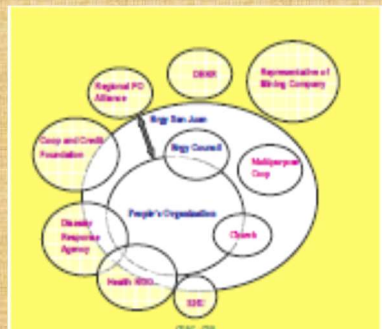 DENR
Representative of
Mining Company
Regional PO
Alliance
Brgy San Juan
Coop and Credit
Foundation
Brgy Council
Multipurpose
Coop
People's Organization
Church
Disaster
Response
Agency
Health NGO